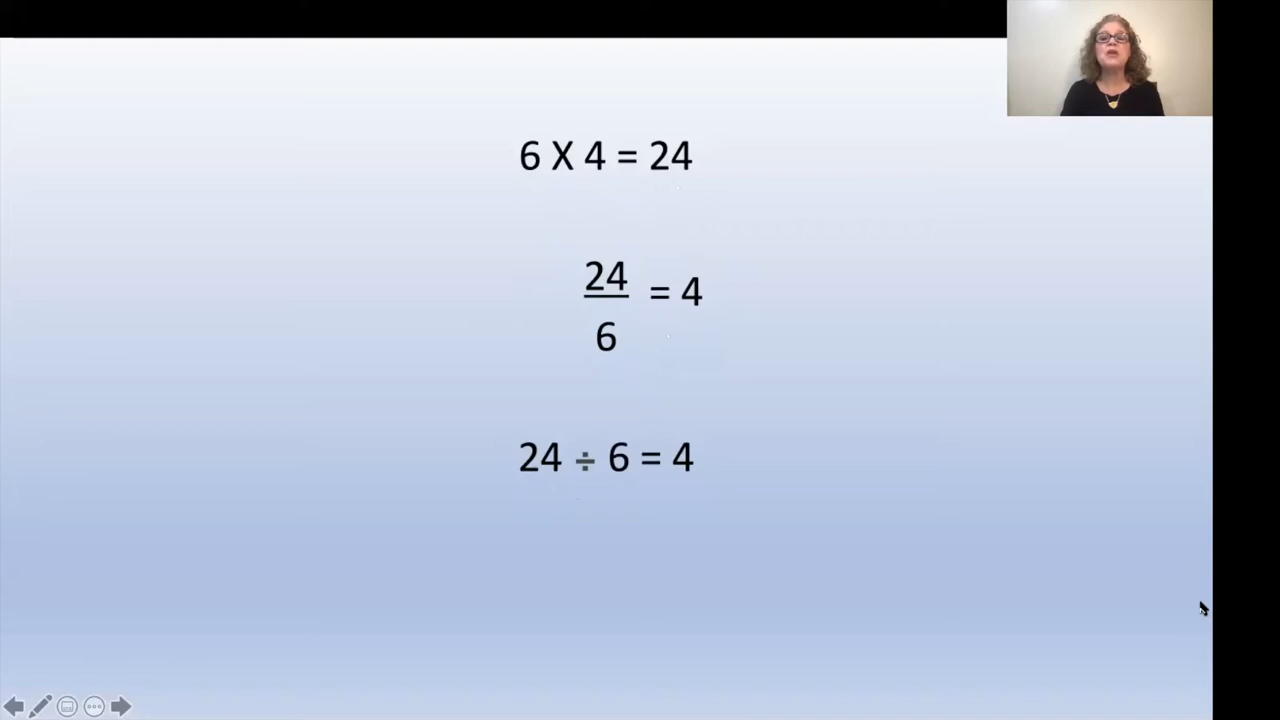 6 X 4 = 24
24
= 4
6
24 ÷ 6 = 4